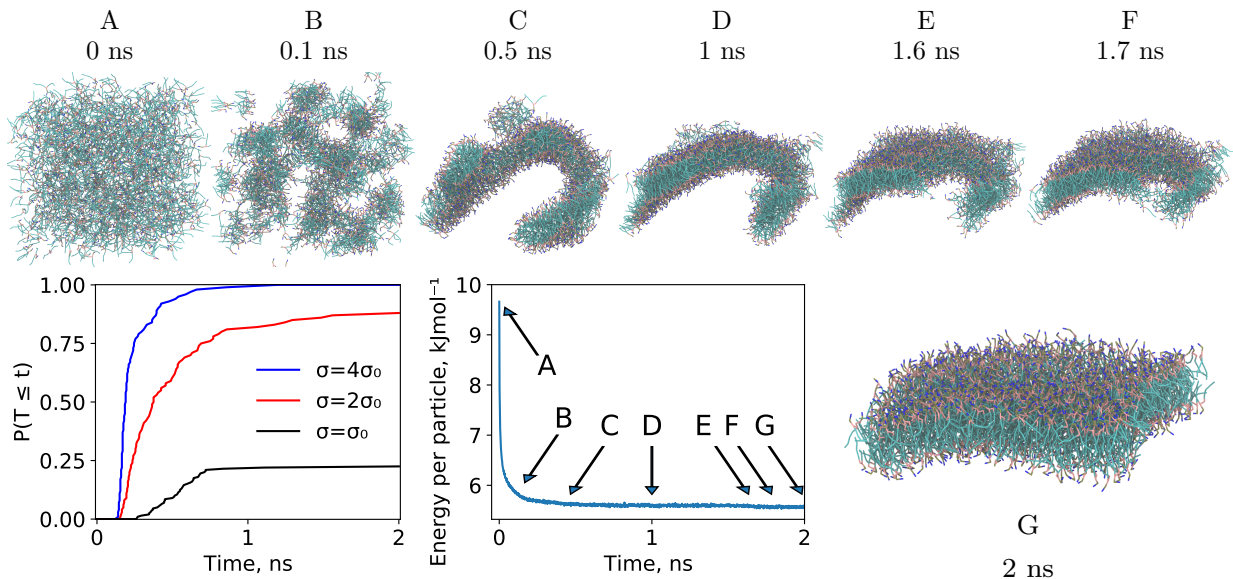 A B C D E F
0 ns 0.1 ns 0.5 ns 1 ns 1.6 ns 1.7 ns
1.00
0.75
0.50
0.25
0.00
P(T ≤ t)
σ=4σ₀
σ=2σ₀
σ=σ₀
0 1 2
Time, ns
10
9
8
7
6
Energy per particle, kJmol⁻¹
A
B C D E F G
0 1 2
Time, ns
G
2 ns